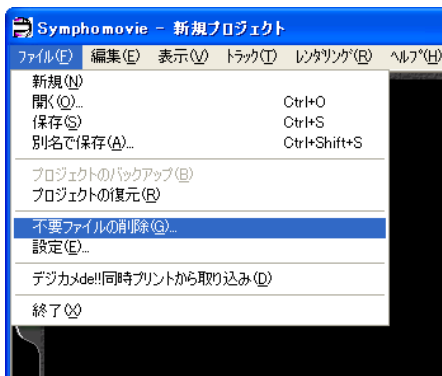 Symphomovie - 新規プロジェクト
ファイル(F) 編集(E) 表示(V) トラック(T) レンダリング(R) ヘルプ(H)
新規(N)
開く(O)... Ctrl+O
保存(S) Ctrl+S
別名で保存(A)... Ctrl+Shift+S
プロジェクトのバックアップ(B)
プロジェクトの復元(R)
不要ファイルの削除(G)...
設定(E)...
デジカメde!!同時プリントから取り込み(D)
終了(X)